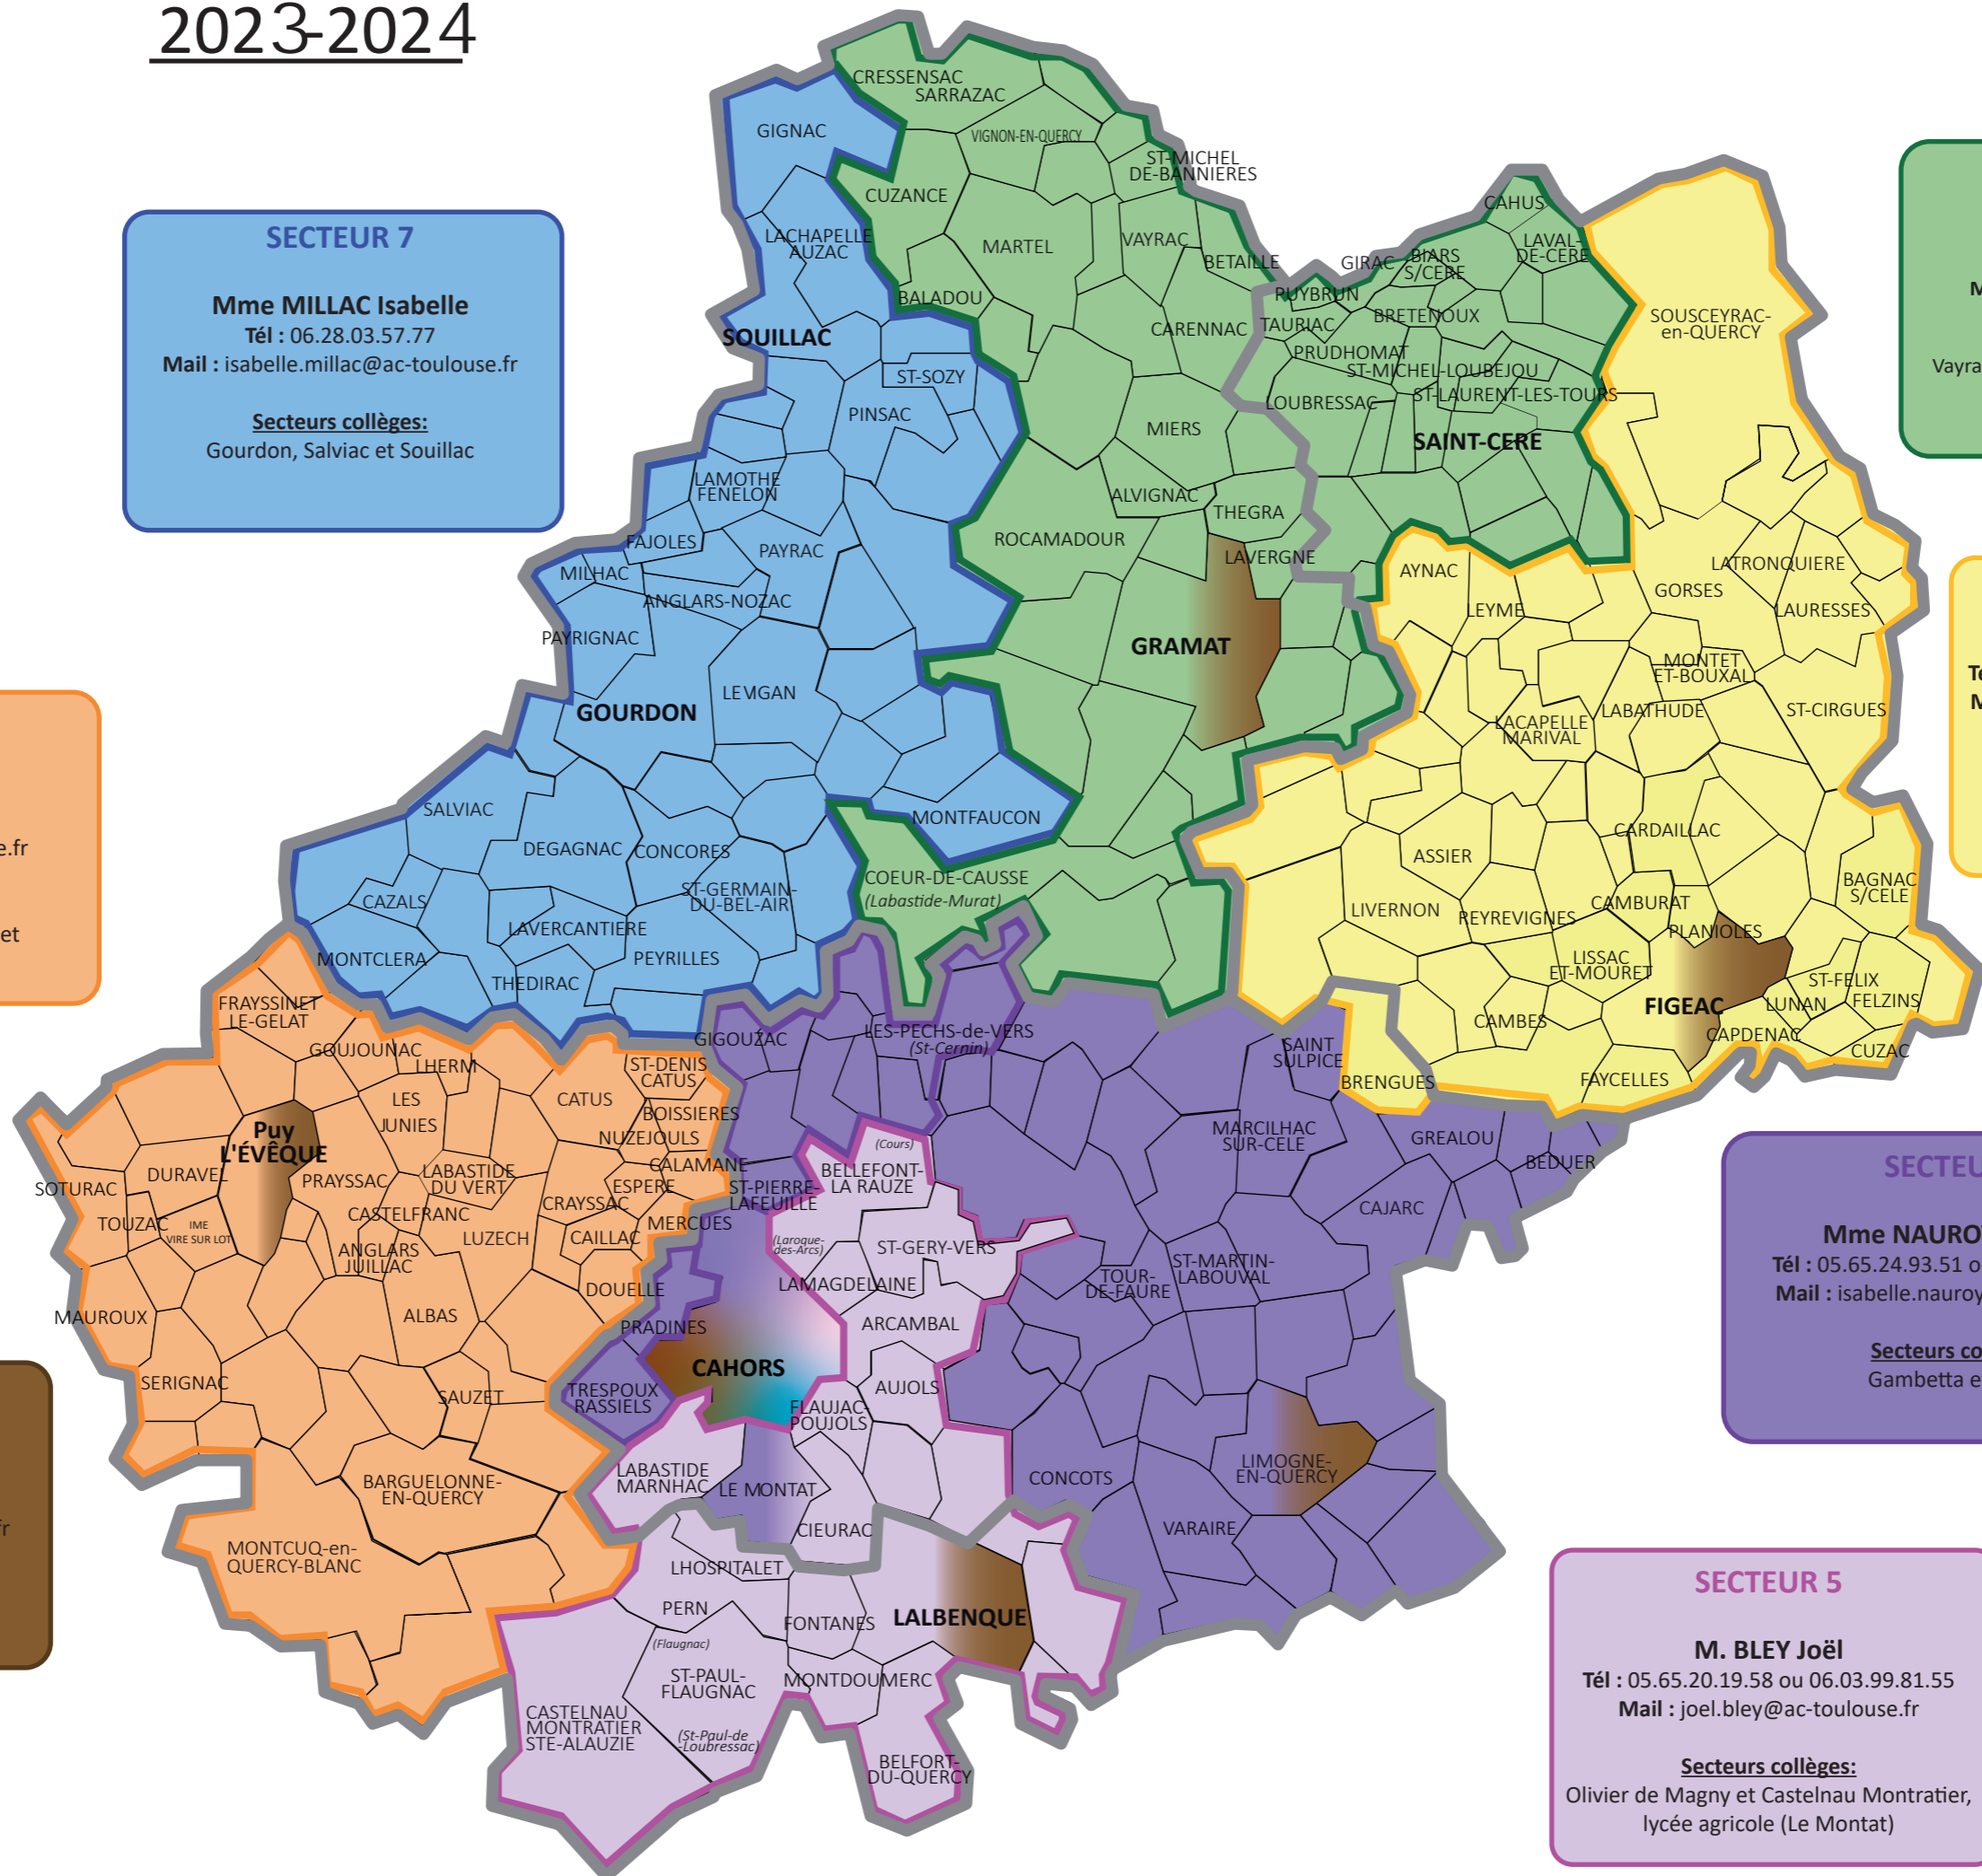 2023-2024
CRESSENSAC
SARRAZAC
GIGNAC
VIGNON-EN-QUERCY
ST-MICHEL
DE-BANNIERES
CUZANCE
CAHUS
SECTEUR 7
Mme MILLAC Isabelle
Tél : 06.28.03.57.77
Mail : isabelle.millac@ac-toulouse.fr
Secteurs collèges:
Gourdon, Salviac et Souillac
LACHAPELLE
AUZAC
MARTEL
VAYRAC
BETAILLE
GIRAC
BIARS
S/CERE
LAVAL-
DE-CERE
M
Vayra
BALADOU
PUYBRUN
SOUILLAC
CARENNAC
TAURIAC
BRETENOUX
SOUSCEYRAC-
en-QUERCY
PRUDHOMAT
ST-MICHEL-LOUBEJOU
ST-SOZY
ST-LAURENT-LES-TOURS
PINSAC
LOUBRESSAC
MIERS
SAINT-CERE
LAMOTHE
FENELON
ALVIGNAC
THEGRA
FAJOLES
PAYRAC
ROCAMADOUR
LAVERGNE
MILHAC
AYNAC
LATRONQUIERE
ANGLARS-NOZAC
LEYME
GORSES
LAURESSES
PAYRIGNAC
GRAMAT
MONTET
ET-BOUXAL
Te
M
LEVIGAN
GOURDON
LACAPELLE
MARIVAL
LABATHUDE
ST-CIRGUES
SALVIAC
MONTFAUCON
DEGAGNAC
CONCORES
CARDAILLAC
e.fr
ASSIER
COEUR-DE-CAUSSE
(Labastide-Murat)
ST-GERMAIN-
DU-BEL-AIR
BAGNAC
S/CELE
CAZALS
LIVERNON
REYREVIGNES
CAMBURAT
et
LAVERCANTIERE
PLANIOLES
MONTCLERA
PEYRILLES
LISSAC
ET-MOURET
THEDIRAC
ST-FELIX
FRAYSSINET
LE-GELAT
FIGEAC
LUNAN
FELZINS
CAMBES
CAPDENAC
CUZAC
GIGOUZAC
LES-PECHS-de-VERS
(St-Cernin)
GOUJOUNAC
LHERM
ST-DENIS
CATUS
SAINT
SULPICE
BRENGUES
FAYCELLES
LES
JUNIES
CATUS
BOISSIERES
Puy
L'ÉVÊQUE
NUZEJOULS
(Cours)
MARCILHAC
SUR-CELE
GREALOU
DURAVEL
PRAYSSAC
LABASTIDE
DU VERT
CALAMANE
BELLEFONT-
LA RAUZE
BEDUER
SECTEU
SOTURAC
ESPERE
ST-PIERRE-
LAFEUILLE
CRAYSSAC
CASTELFRANC
CAJARC
TOUZAC
IME
VIRE SUR LOT
MERCUES
ANGLARS
JUILLAC
LUZECH
CAILLAC
(Laroque-
des-Arcs)
ST-GERY-VERS
Mme NAURO
Tél : 05.65.24.93.51 o
Mail : isabelle.nauroy
Secteurs co
Gambetta e
LAMAGDELAINE
TOUR-
DE-FAURE
ST-MARTIN-
LABOUVAL
DOUELLE
MAUROUX
ALBAS
PRADINES
ARCAMBAL
CAHORS
SERIGNAC
SAUZET
TRESPOUX
RASSIELS
AUJOLS
FLAUJAC-
POUJOLS
LABASTIDE
MARNHAC
LE MONTAT
CONCOTS
LIMOGNE-
EN-QUERCY
BARGUELONNE-
EN-QUERCY
fr
CIEURAC
VARAIRE
MONTCUQ-en-
QUERCY-BLANC
LHOSPITALET
PERN
FONTANES
LALBENQUE
(Flaugnac)
ST-PAUL-
FLAUGNAC
MONTDOUMERC
CASTELNAU
MONTRATIER
STE-ALAUZIE
(St-Paul-de
-Loubressac)
BELFORT-
DU-QUERCY
SECTEUR 5
M. BLEY Joël
Tél : 05.65.20.19.58 ou 06.03.99.81.55
Mail : joel.bley@ac-toulouse.fr
Secteurs collèges:
Olivier de Magny et Castelnau Montratier,
lycée agricole (Le Montat)